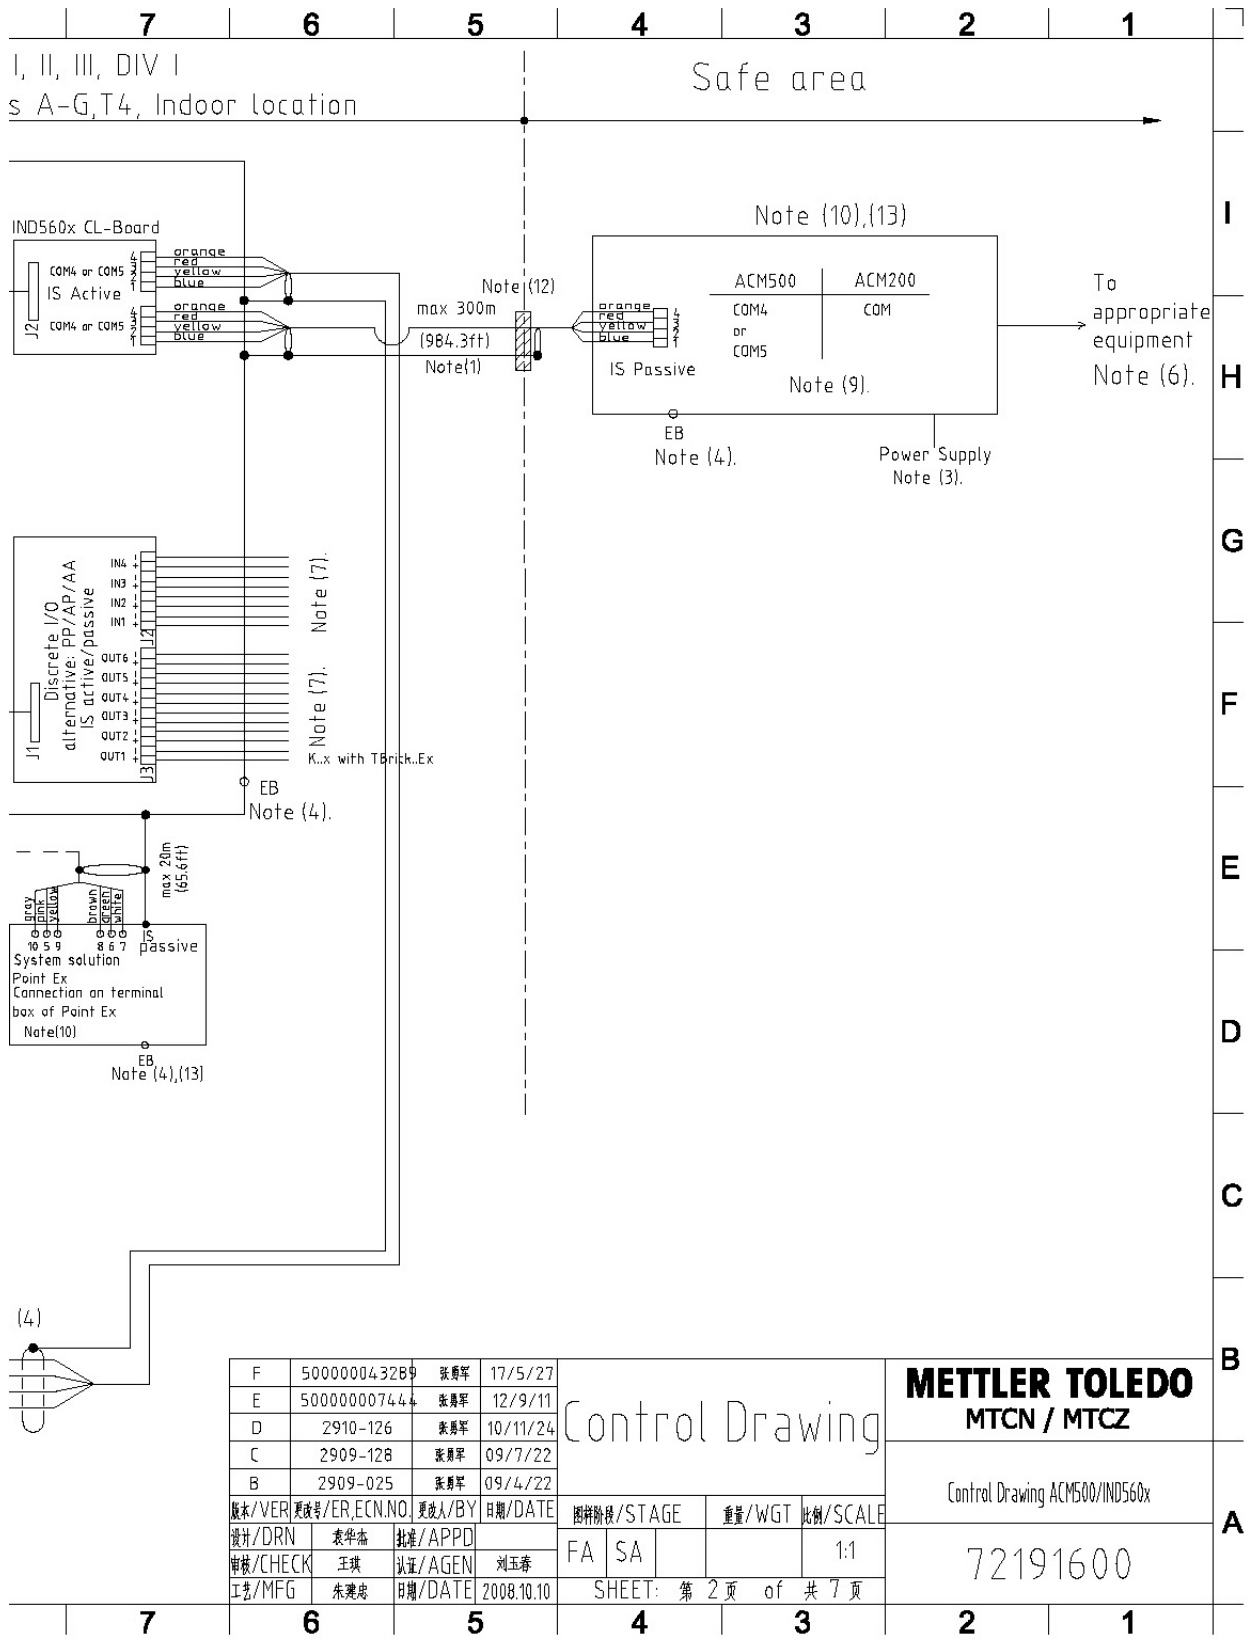 7 6 5 4 3 2 1
I, II, III, DIV I
s A-G,T4, Indoor location
Safe area
I
H
G
F
E
D
C
B
A
IND560x CL-Board
COM4 or COM5
IS Active
COM4 or COM5
J2
4
3
2
1
4
3
2
1
orange
red
yellow
blue
orange
red
yellow
blue
max 300m
(984.3ft)
Note(1)
Note (12)
orange
red
yellow
blue
4
3
2
1
IS Passive
Note (10),(13)
ACM500 ACM200
COM4 COM
or
COM5
Note (9).
EB
Note (4).
Power Supply
Note (3).
To
appropriate
equipment
Note (6).
Discrete I/O
alternative: PP/AP/AA
IS active/passive
J1
IN4
IN3
IN2
IN1
J2
OUT6
OUT5
OUT4
OUT3
OUT2
OUT1
J3
Note (7).
Note (7).
K..x with TBrick..Ex
EB
Note (4).
max 20m
(65.6ft)
gray
pink
yellow
brown
green
white
10 5 9 8 6 7
IS
passive
System solution
Point Ex
Connection on terminal
box of Point Ex
Note(10)
EB
Note (4),(13)
(4)
F 500000043289 张勇军 17/5/27
E 500000007444 张勇军 12/9/11
D 2910-126 张勇军 10/11/24
C 2909-128 张勇军 09/7/22
B 2909-025 张勇军 09/4/22
版本/VER 更改号/ER,ECN.NO. 更改人/BY 日期/DATE
设计/DRN 袁华杰 批准/APPD
审核/CHECK 王琪 认证/AGEN 刘玉春
工艺/MFG 朱建忠 日期/DATE 2008.10.10
Control Drawing
图样阶段/STAGE 重量/WGT 比例/SCALE
FA SA 1:1
SHEET: 第 2 页 of 共 7 页
METTLER TOLEDO
MTCN / MTCZ
Control Drawing ACM500/IND560x
72191600
7 6 5 4 3 2 1